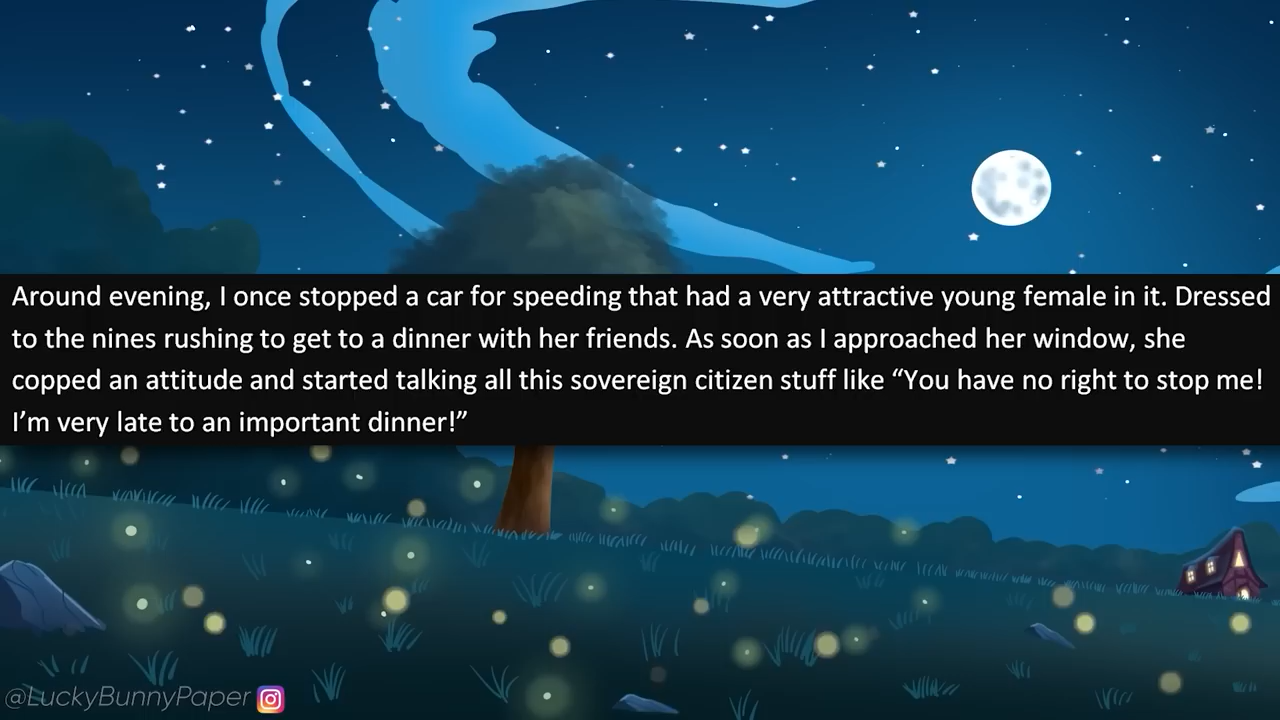 Around evening, I once stopped a car for speeding that had a very attractive young female in it. Dressed
to the nines rushing to get to a dinner with her friends. As soon as I approached her window, she
copped an attitude and started talking all this sovereign citizen stuff like “You have no right to stop me!
I’m very late to an important dinner!”
@LuckyBunnyPaper